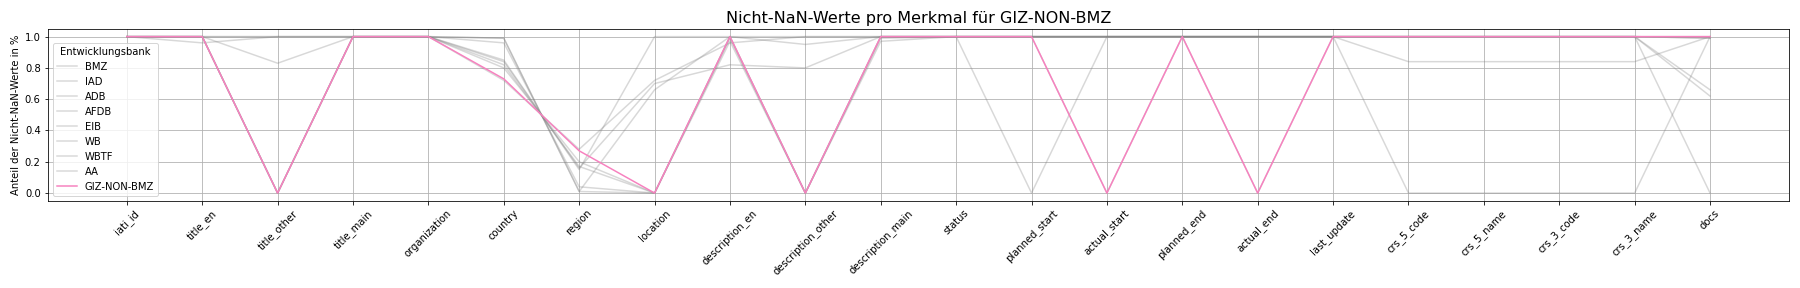 Nicht-NaN-Werte pro Merkmal für GIZ-NON-BMZ
Anteil der Nicht-NaN-Werte in %
1.0
0.8
0.6
0.4
0.2
0.0
Entwicklungsbank
BMZ
IAD
ADB
AFDB
EIB
WB
WBTF
AA
GIZ-NON-BMZ
iati_id
title_en
title_other
title_main
organization
country
region
location
description_en
description_other
description_main
status
planned_start
actual_start
planned_end
actual_end
last_update
crs_5_code
crs_5_name
crs_3_code
crs_3_name
docs